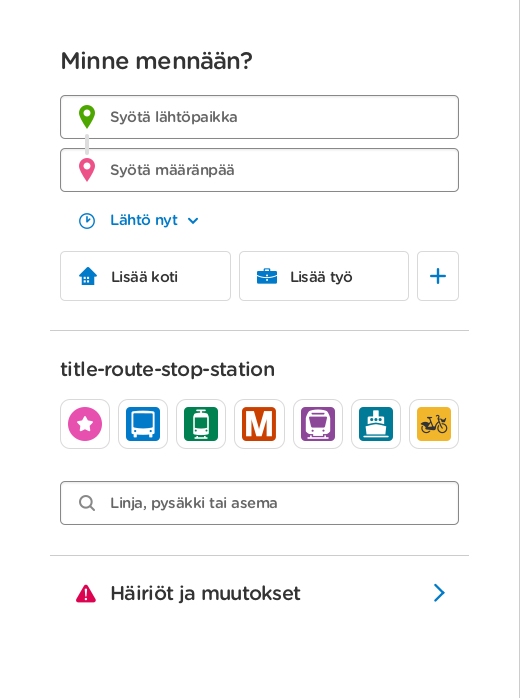 Minne mennään?
Syötä lähtöpaikka
Syötä määränpää
Lähtö nyt
Lisää koti
Lisää työ
title-route-stop-station
M
Linja, pysäkki tai asema
Häiriöt ja muutokset